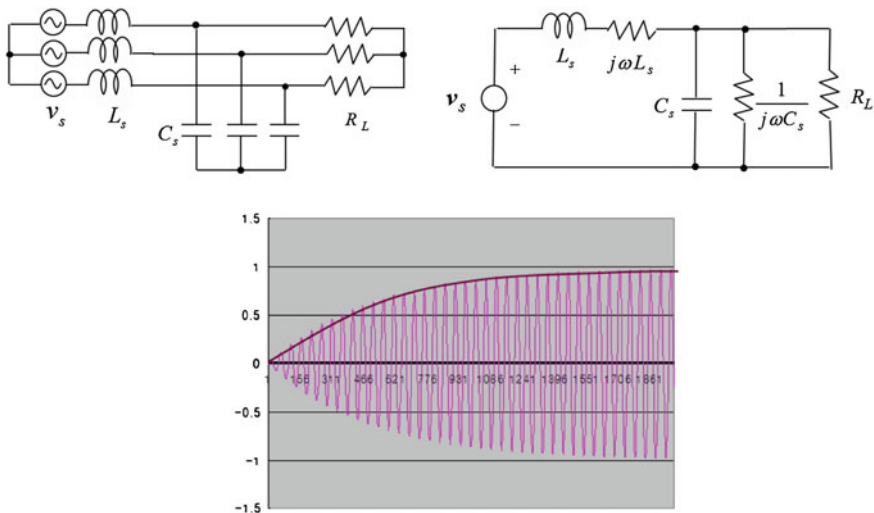 v_s
L_s
C_s
R_L
v_s
+
−
L_s
jωL_s
C_s
1
jωC_s
R_L
1.5
1
0.5
0
-0.5
-1
-1.5
1 156 311 466 621 776 931 1086 1241 1396 1551 1706 1861